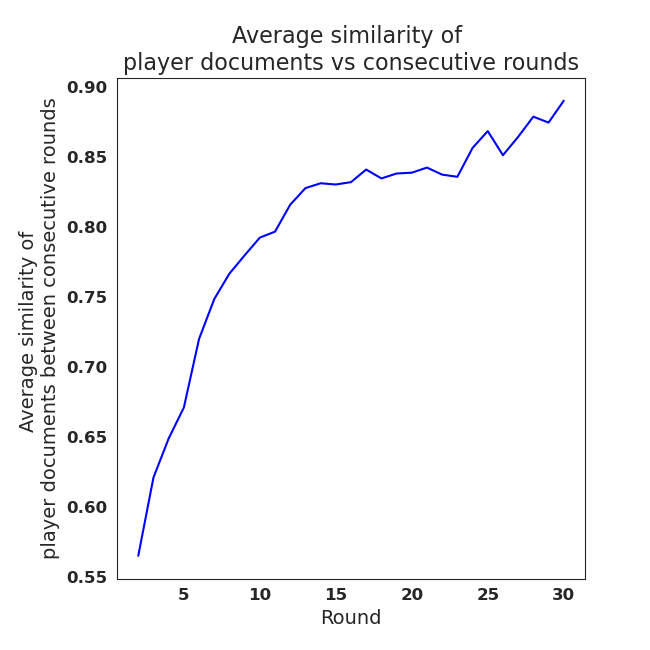 Average similarity of
player documents vs consecutive rounds
Average similarity of
player documents between consecutive rounds
0.90
0.85
0.80
0.75
0.70
0.65
0.60
0.55
5 10 15 20 25 30
Round